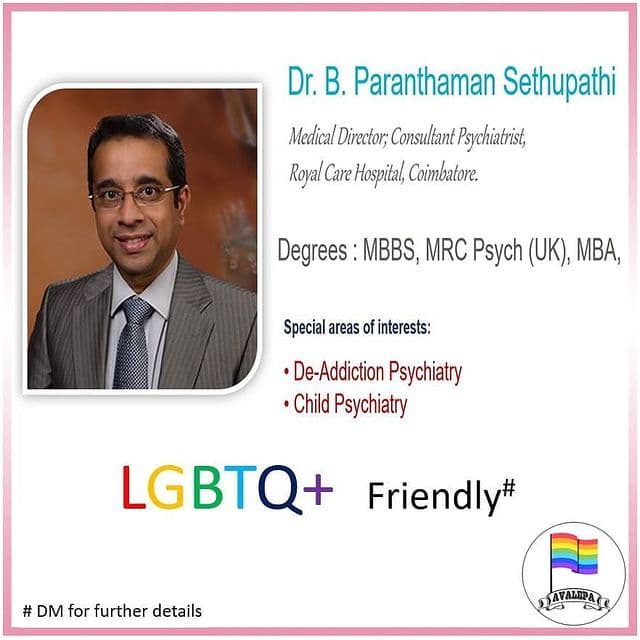 Dr. B. Paranthaman Sethupathi
Medical Director; Consultant Psychiatrist,
Royal Care Hospital, Coimbatore.
Degrees : MBBS, MRC Psych (UK), MBA,
Special areas of interests:
• De-Addiction Psychiatry
• Child Psychiatry
LGBTQ+ Friendly#
AVALEPA
# DM for further details